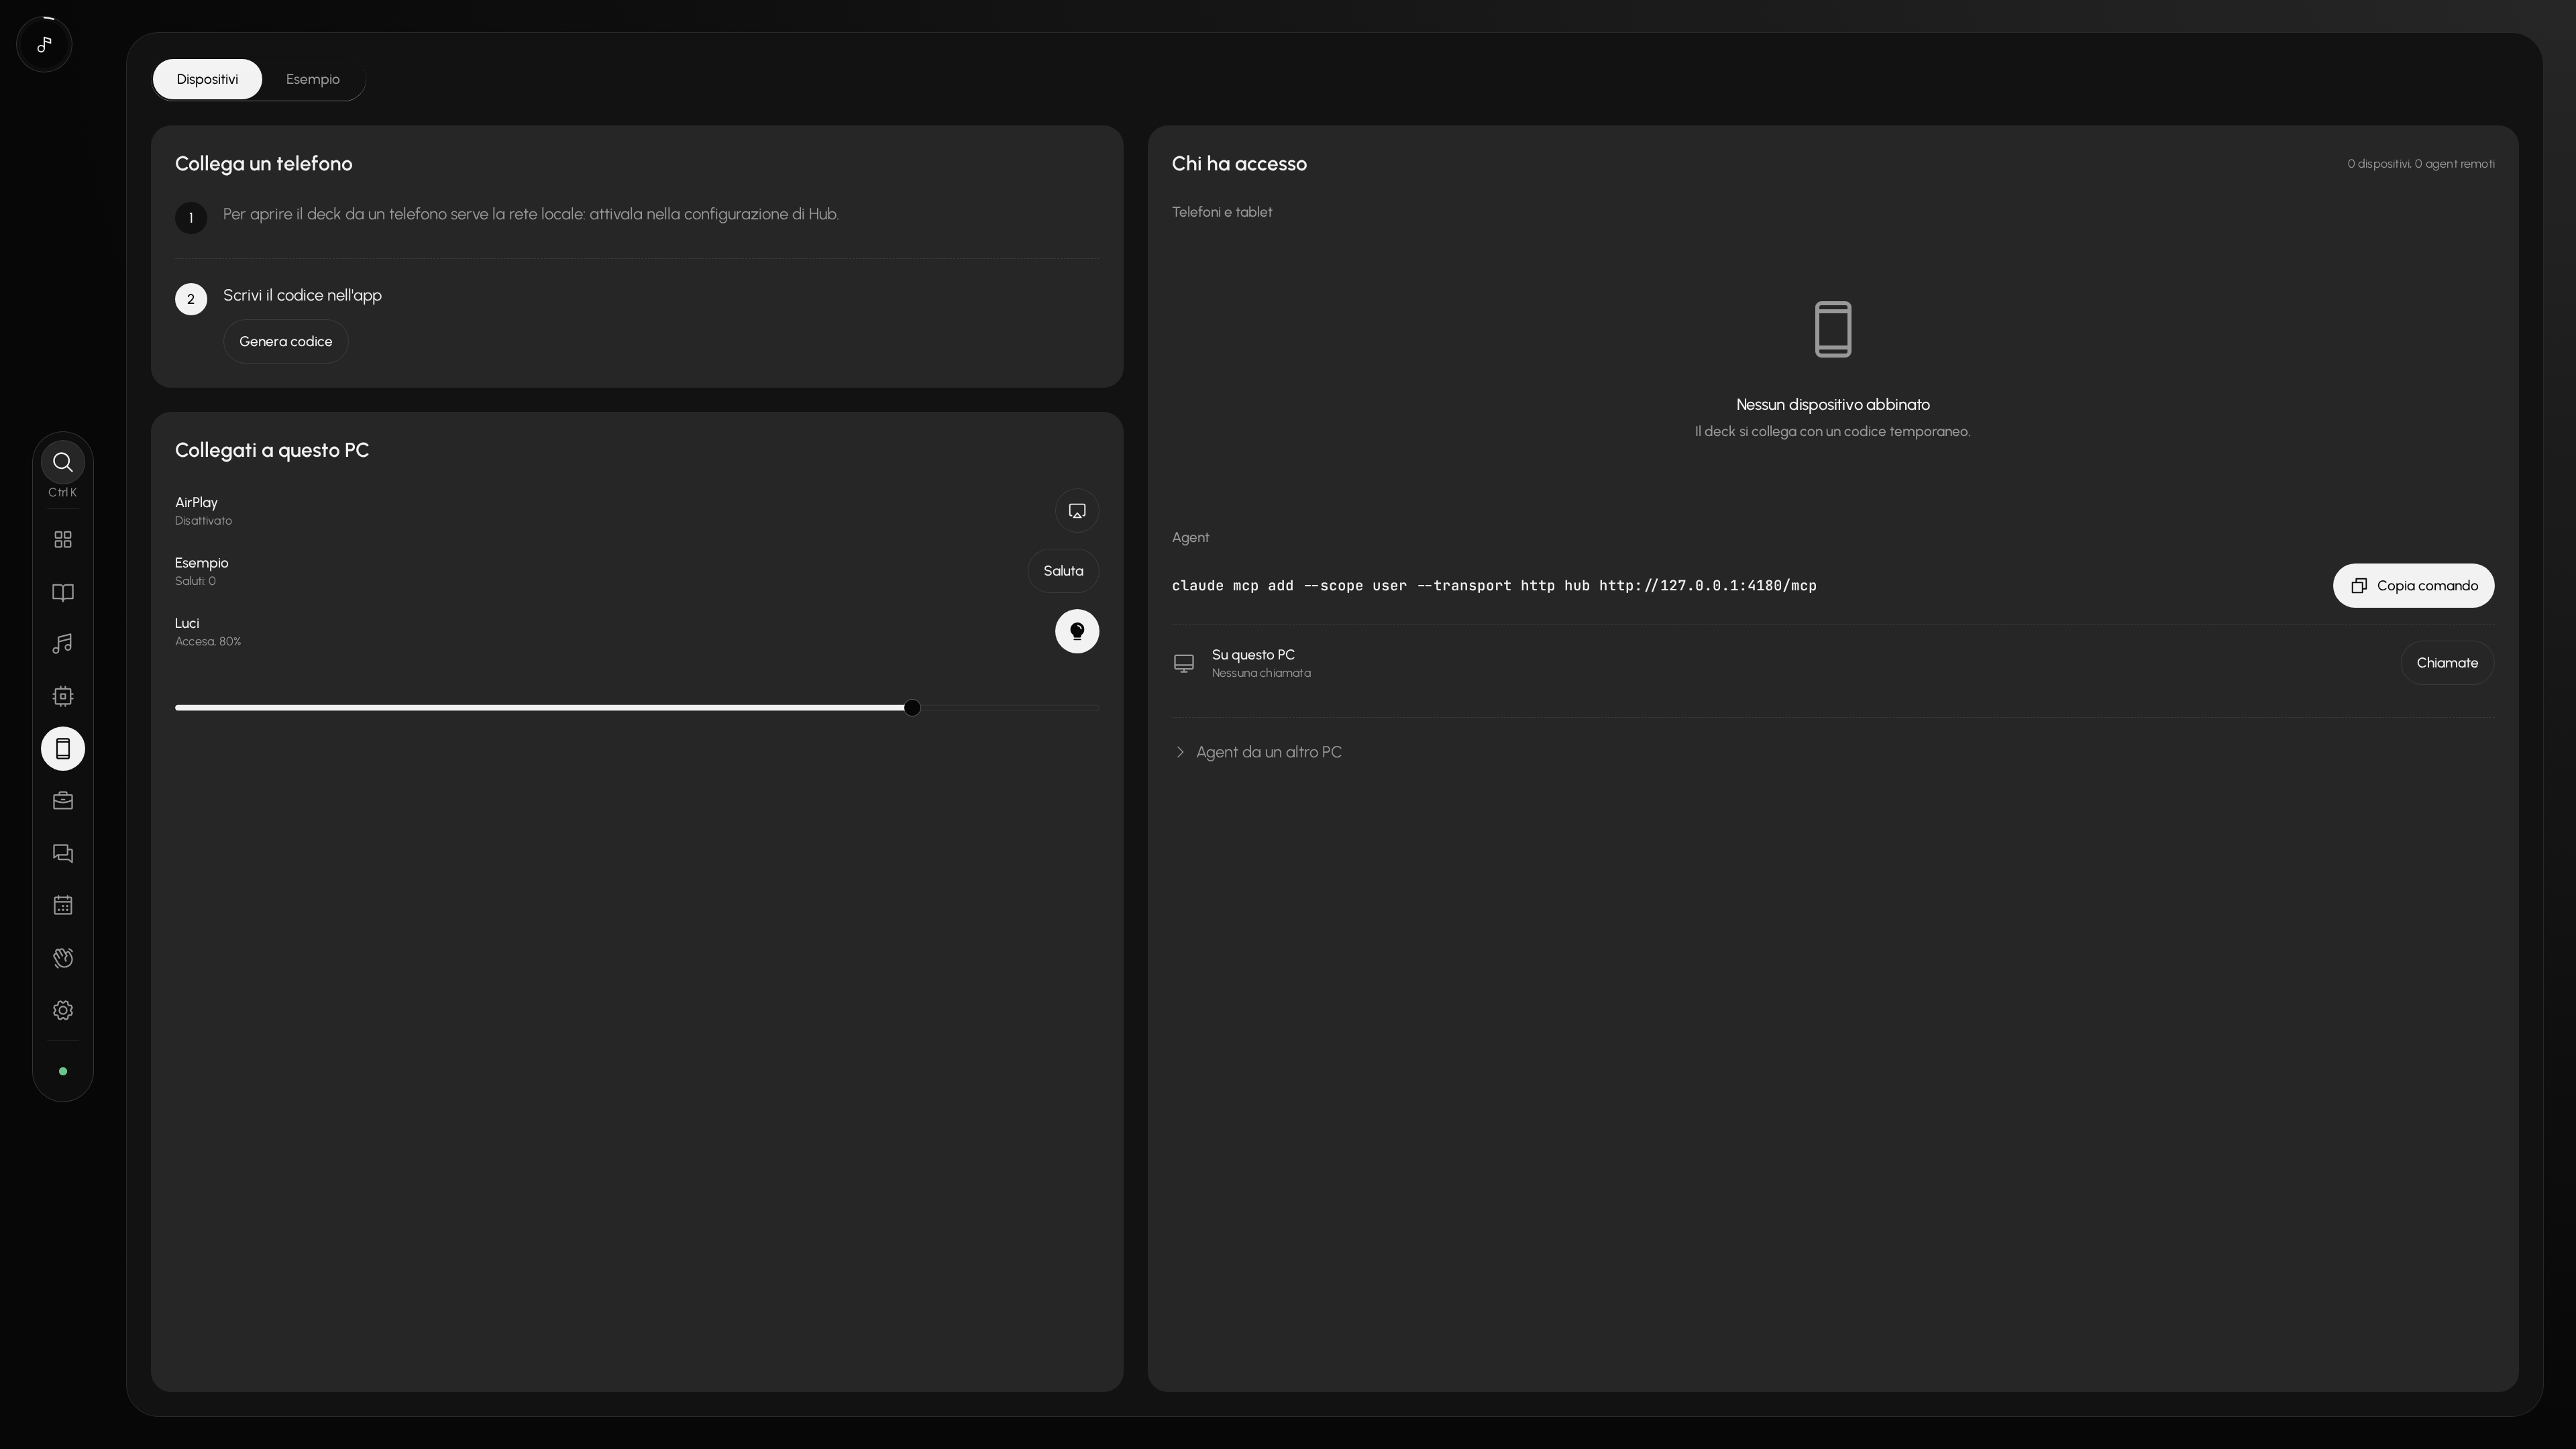 Dispositivi
Esempio
Collega un telefono
1
Per aprire il deck da un telefono serve la rete locale: attivala nella configurazione di Hub.
2
Scrivi il codice nell'app
Genera codice
Collegati a questo PC
AirPlay
Disattivato
Esempio
Saluti: 0
Saluta
Luci
Accesa, 80%
Chi ha accesso
0 dispositivi, 0 agent remoti
Telefoni e tablet
Nessun dispositivo abbinato
Il deck si collega con un codice temporaneo.
Agent
claude mcp add --scope user --transport http hub http://127.0.0.1:4180/mcp
Copia comando
Su questo PC
Nessuna chiamata
Chiamate
Agent da un altro PC
Ctrl K